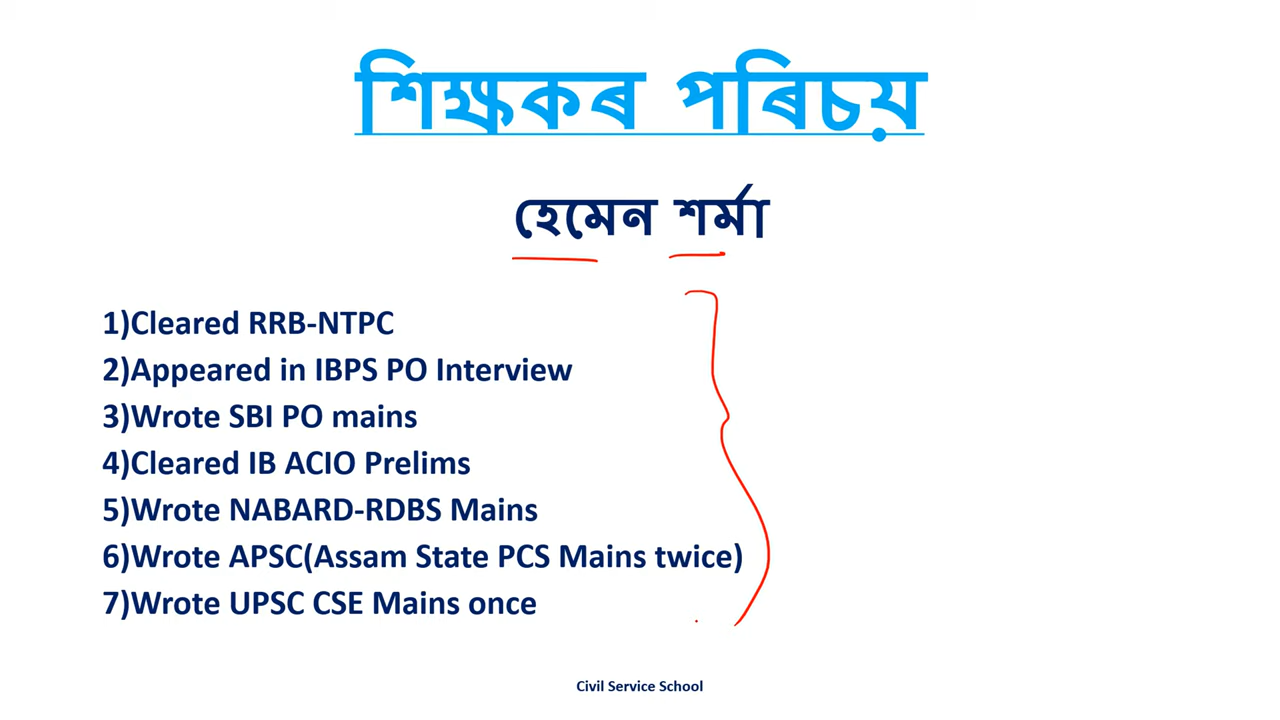 শিক্ষকৰ পৰিচয়
হেমেন শৰ্মা
1)Cleared RRB-NTPC
2)Appeared in IBPS PO Interview
3)Wrote SBI PO mains
4)Cleared IB ACIO Prelims
5)Wrote NABARD-RDBS Mains
6)Wrote APSC(Assam State PCS Mains twice)
7)Wrote UPSC CSE Mains once
Civil Service School